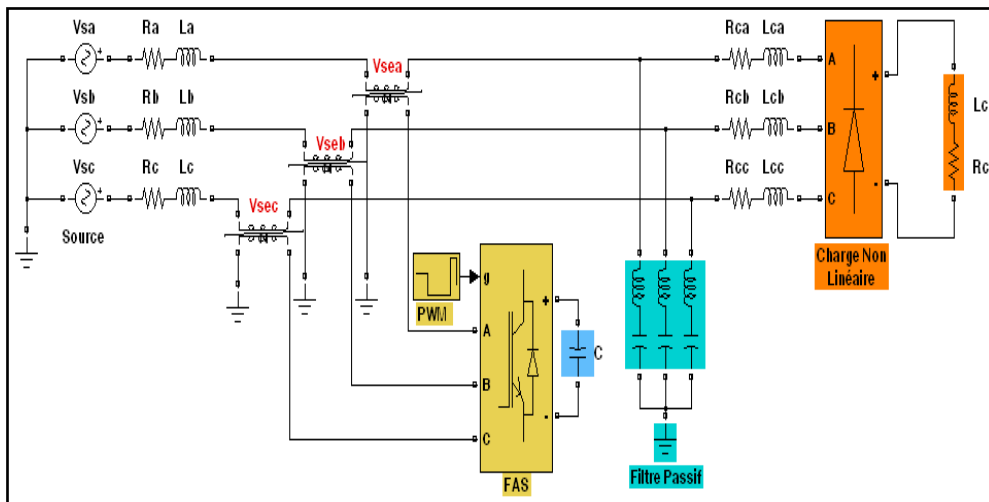 Vsa Ra La
Vsea
Rca Lca
Vsb Rb Lb
Vseb
Rcb Lcb
Vsc Rc Lc
Vsec
Rcc Lcc
Source
A
B
C
+
-
Lc
Rc
Charge Non
Linéaire
PWM
g
A
B
C
+
-
C
FAS
Filtre Passif